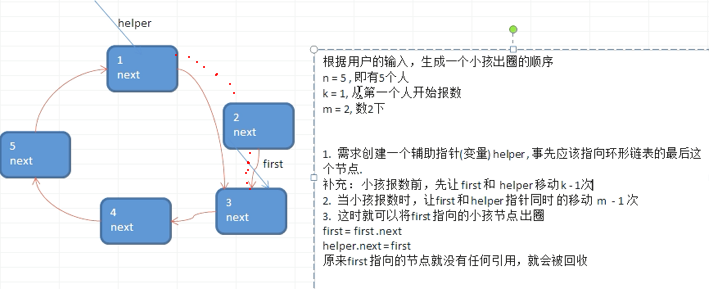 helper
1
next
2
next
first
5
next
4
next
3
next
根据用户的输入，生成一个小孩出圈的顺序
n = 5 , 即有5个人
k = 1, 从第一个人开始报数
m = 2, 数2下
1. 需求创建一个辅助指针(变量) helper , 事先应该指向环形链表的最后这
个节点.
补充： 小孩报数前，先让 first 和 helper 移动 k - 1次
2. 当小孩报数时，让first 和 helper 指针同时 的移动 m - 1 次
3. 这时就可以将first 指向的小孩节点 出圈
first = first .next
helper.next = first
原来first 指向的节点就没有任何引用，就会被回收